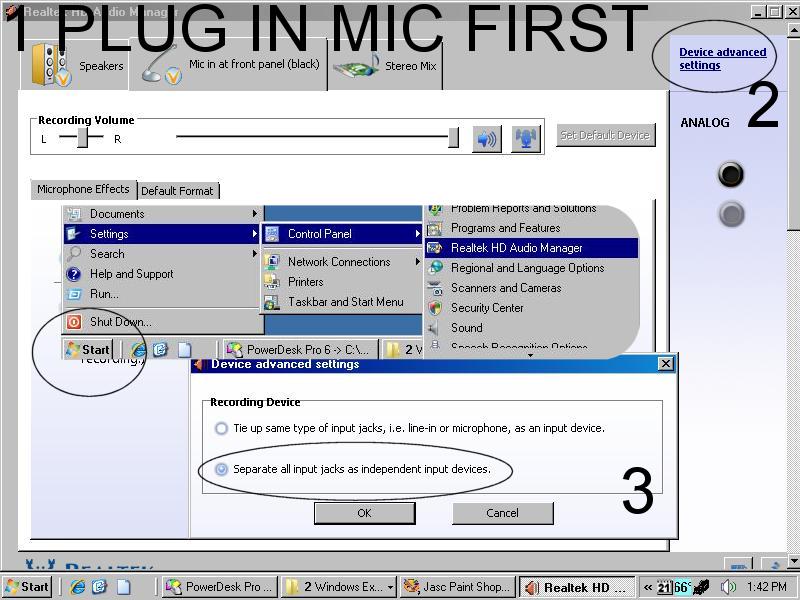 Realtek HD Audio Manager
1 PLUG IN MIC FIRST
Speakers
Mic in at front panel (black)
Stereo Mix
Device advanced
settings
2
Recording Volume
L
R
Set Default Device
ANALOG
Microphone Effects
Default Format
Documents
Settings
Search
Help and Support
Run...
Shut Down...
Control Panel
Network Connections
Printers
Taskbar and Start Menu
Problem Reports and Solutions
Programs and Features
Realtek HD Audio Manager
Regional and Language Options
Scanners and Cameras
Security Center
Sound
Speech Recognition Options
Start
PowerDesk Pro 6 -> C:\...
2
recording.
Device advanced settings
Recording Device
Tie up same type of input jacks, i.e. line-in or microphone, as an input device.
Separate all input jacks as independent input devices.
3
OK
Cancel
REALTEK
Start
PowerDesk Pro ...
2 Windows Ex...
Jasc Paint Shop...
Realtek HD ...
«
21
66°
1:42 PM